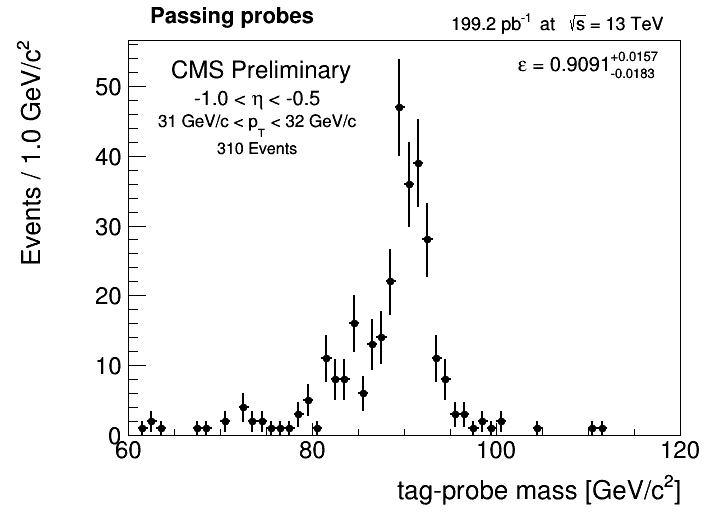 Passing probes
199.2 pb⁻¹ at √s = 13 TeV
CMS Preliminary
-1.0 < η < -0.5
31 GeV/c < p_T < 32 GeV/c
310 Events
ε = 0.9091 +0.0157 -0.0183
Events / 1.0 GeV/c²
50
40
30
20
10
0
60 80 100 120
tag-probe mass [GeV/c²]